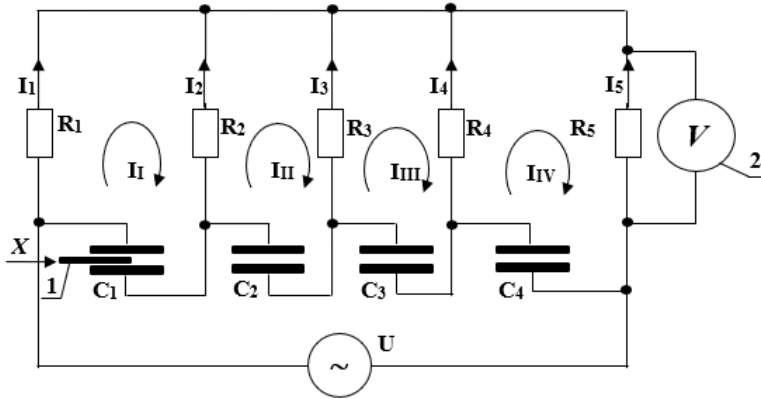 I1 I2 I3 I4 I5
R1 R2 R3 R4 R5 V
2
II III IIII IIV
X
1 C1 C2 C3 C4
U
~